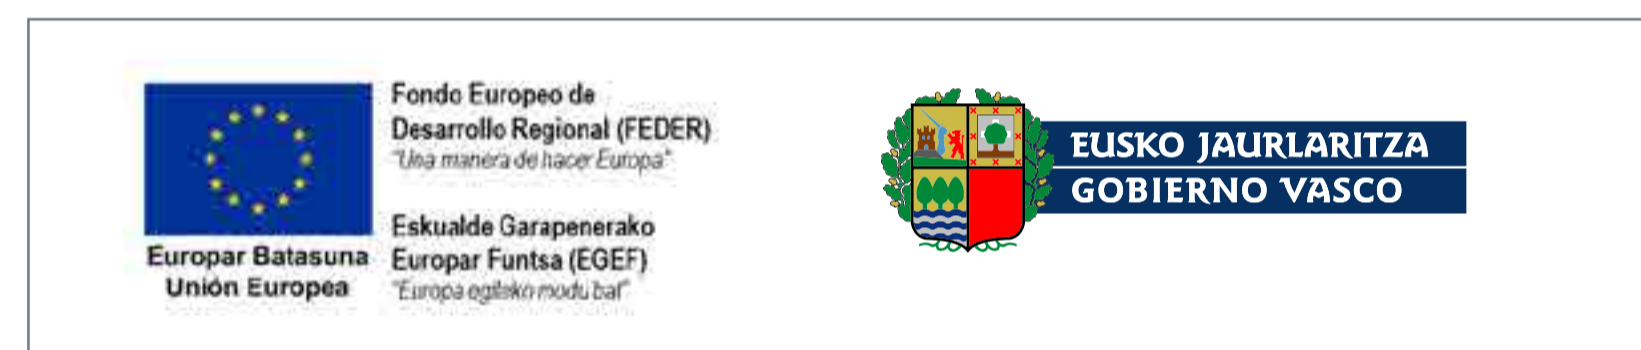 Fondo Europeo de
Desarrollo Regional (FEDER)
"Una manera de hacer Europa"
Eskualde Garapenerako
Europar Funtsa (EGEF)
"Europa egiteko modu bat"
Europar Batasuna
Unión Europea
EUSKO JAURLARITZA
GOBIERNO VASCO